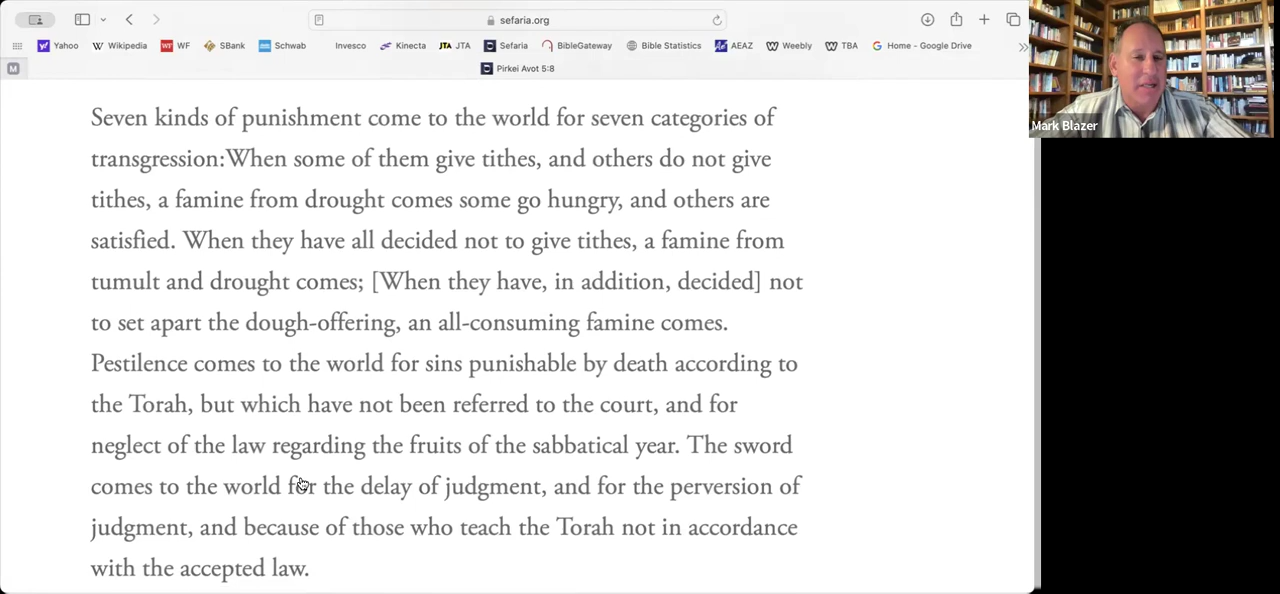 sefaria.org
Yahoo
Wikipedia
WF WF
SBank
Schwab
Invesco
Kinecta
JTA JTA
Sefaria
BibleGateway
Bible Statistics
AEAZ
Weebly
TBA
Home - Google Drive
M
Pirkei Avot 5:8
Seven kinds of punishment come to the world for seven categories of
transgression:When some of them give tithes, and others do not give
tithes, a famine from drought comes some go hungry, and others are
satisfied. When they have all decided not to give tithes, a famine from
tumult and drought comes; [When they have, in addition, decided] not
to set apart the dough-offering, an all-consuming famine comes.
Pestilence comes to the world for sins punishable by death according to
the Torah, but which have not been referred to the court, and for
neglect of the law regarding the fruits of the sabbatical year. The sword
comes to the world for the delay of judgment, and for the perversion of
judgment, and because of those who teach the Torah not in accordance
with the accepted law.
Mark Blazer